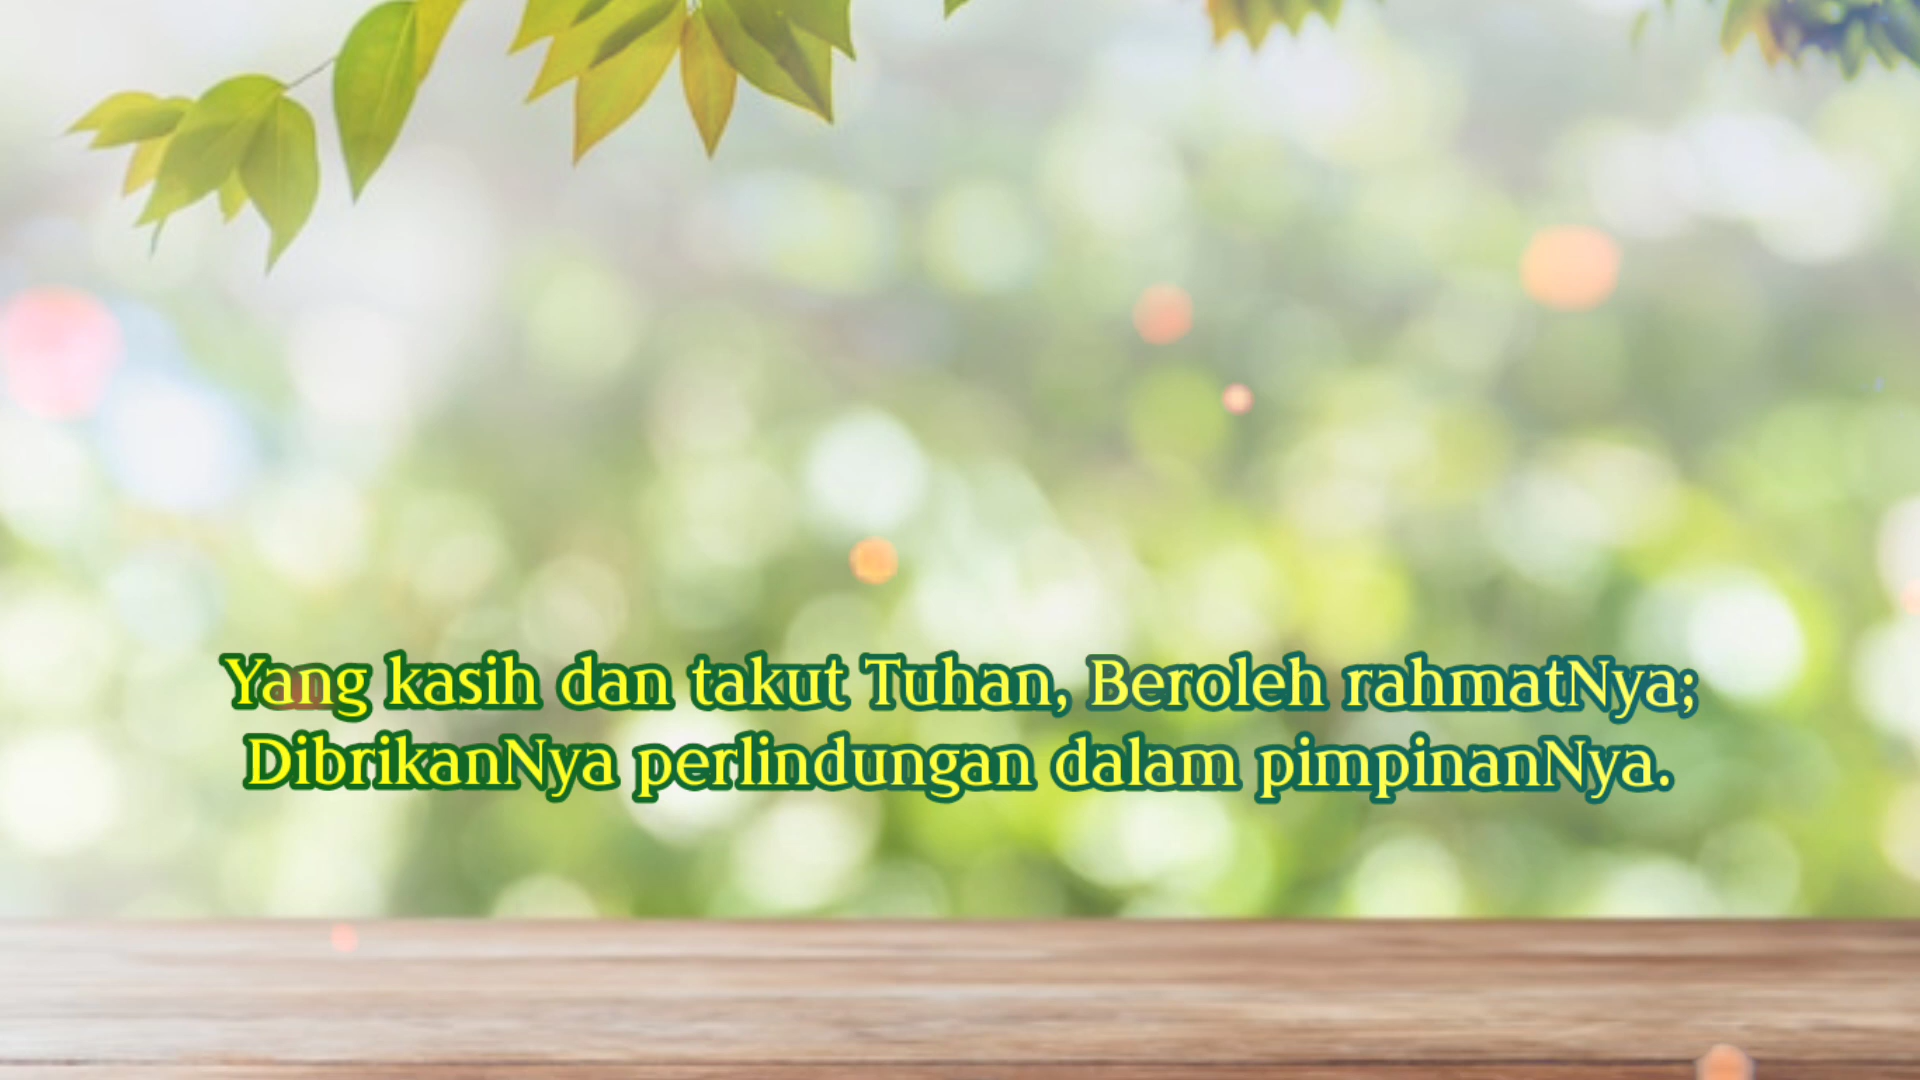 Yang kasih dan takut Tuhan, Beroleh rahmatNya;
DibrikanNya perlindungan dalam pimpinanNya.